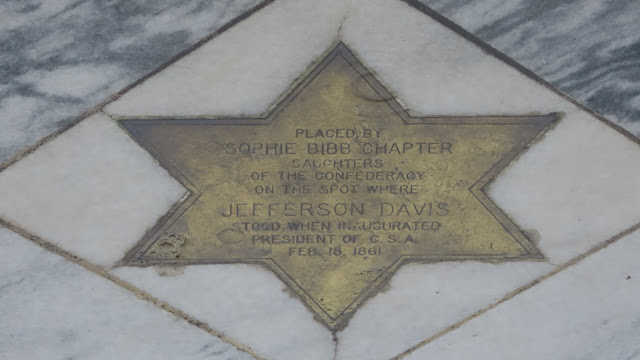 PLACED BY
SOPHIE BIBB CHAPTER
DAUGHTERS
OF THE CONFEDERACY
ON THE SPOT WHERE
JEFFERSON DAVIS
STOOD WHEN INAUGURATED
PRESIDENT OF C.S.A.
FEB. 18, 1861